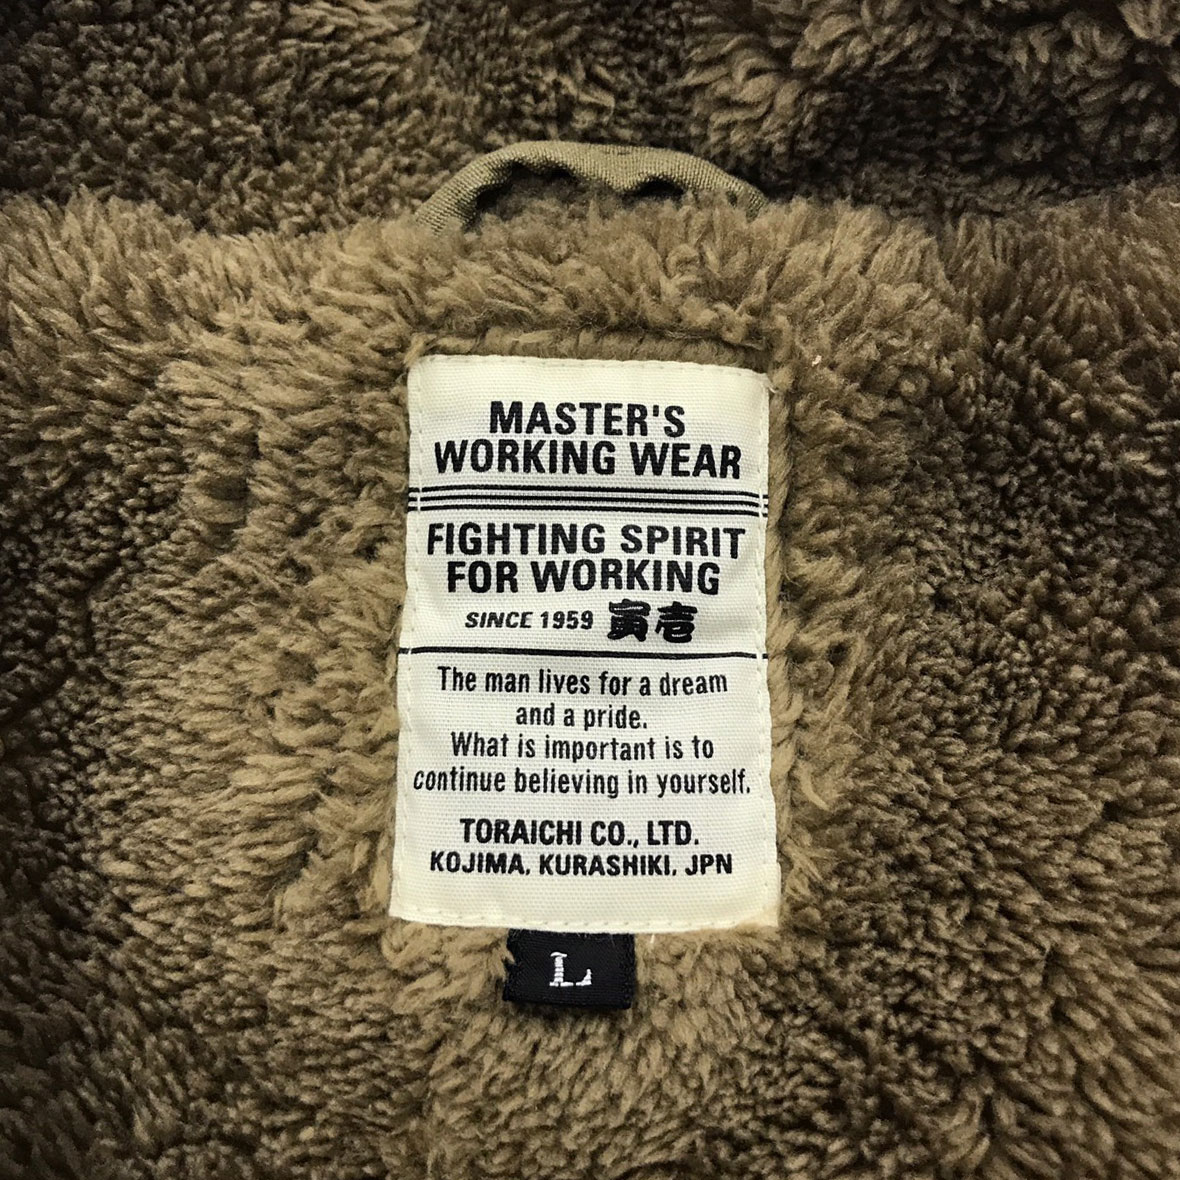 MASTER'S
WORKING WEAR
FIGHTING SPIRIT
FOR WORKING
SINCE 1959 寅壱
The man lives for a dream
and a pride.
What is important is to
continue believing in yourself.
TORAICHI CO., LTD.
KOJIMA, KURASHIKI, JPN
L